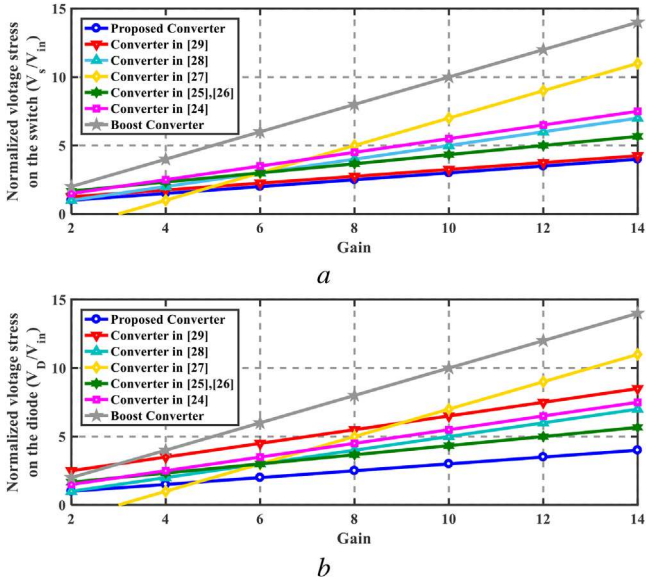 15
10
5
0
Normalized vlotage stress
on the switch (Vs/Vin)
Proposed Converter
Converter in [29]
Converter in [28]
Converter in [27]
Converter in [25],[26]
Converter in [24]
Boost Converter
2 4 6 8 10 12 14
Gain
a
15
10
5
0
Normalized vlotage stress
on the diode (VD/Vin)
Proposed Converter
Converter in [29]
Converter in [28]
Converter in [27]
Converter in [25],[26]
Converter in [24]
Boost Converter
2 4 6 8 10 12 14
Gain
b